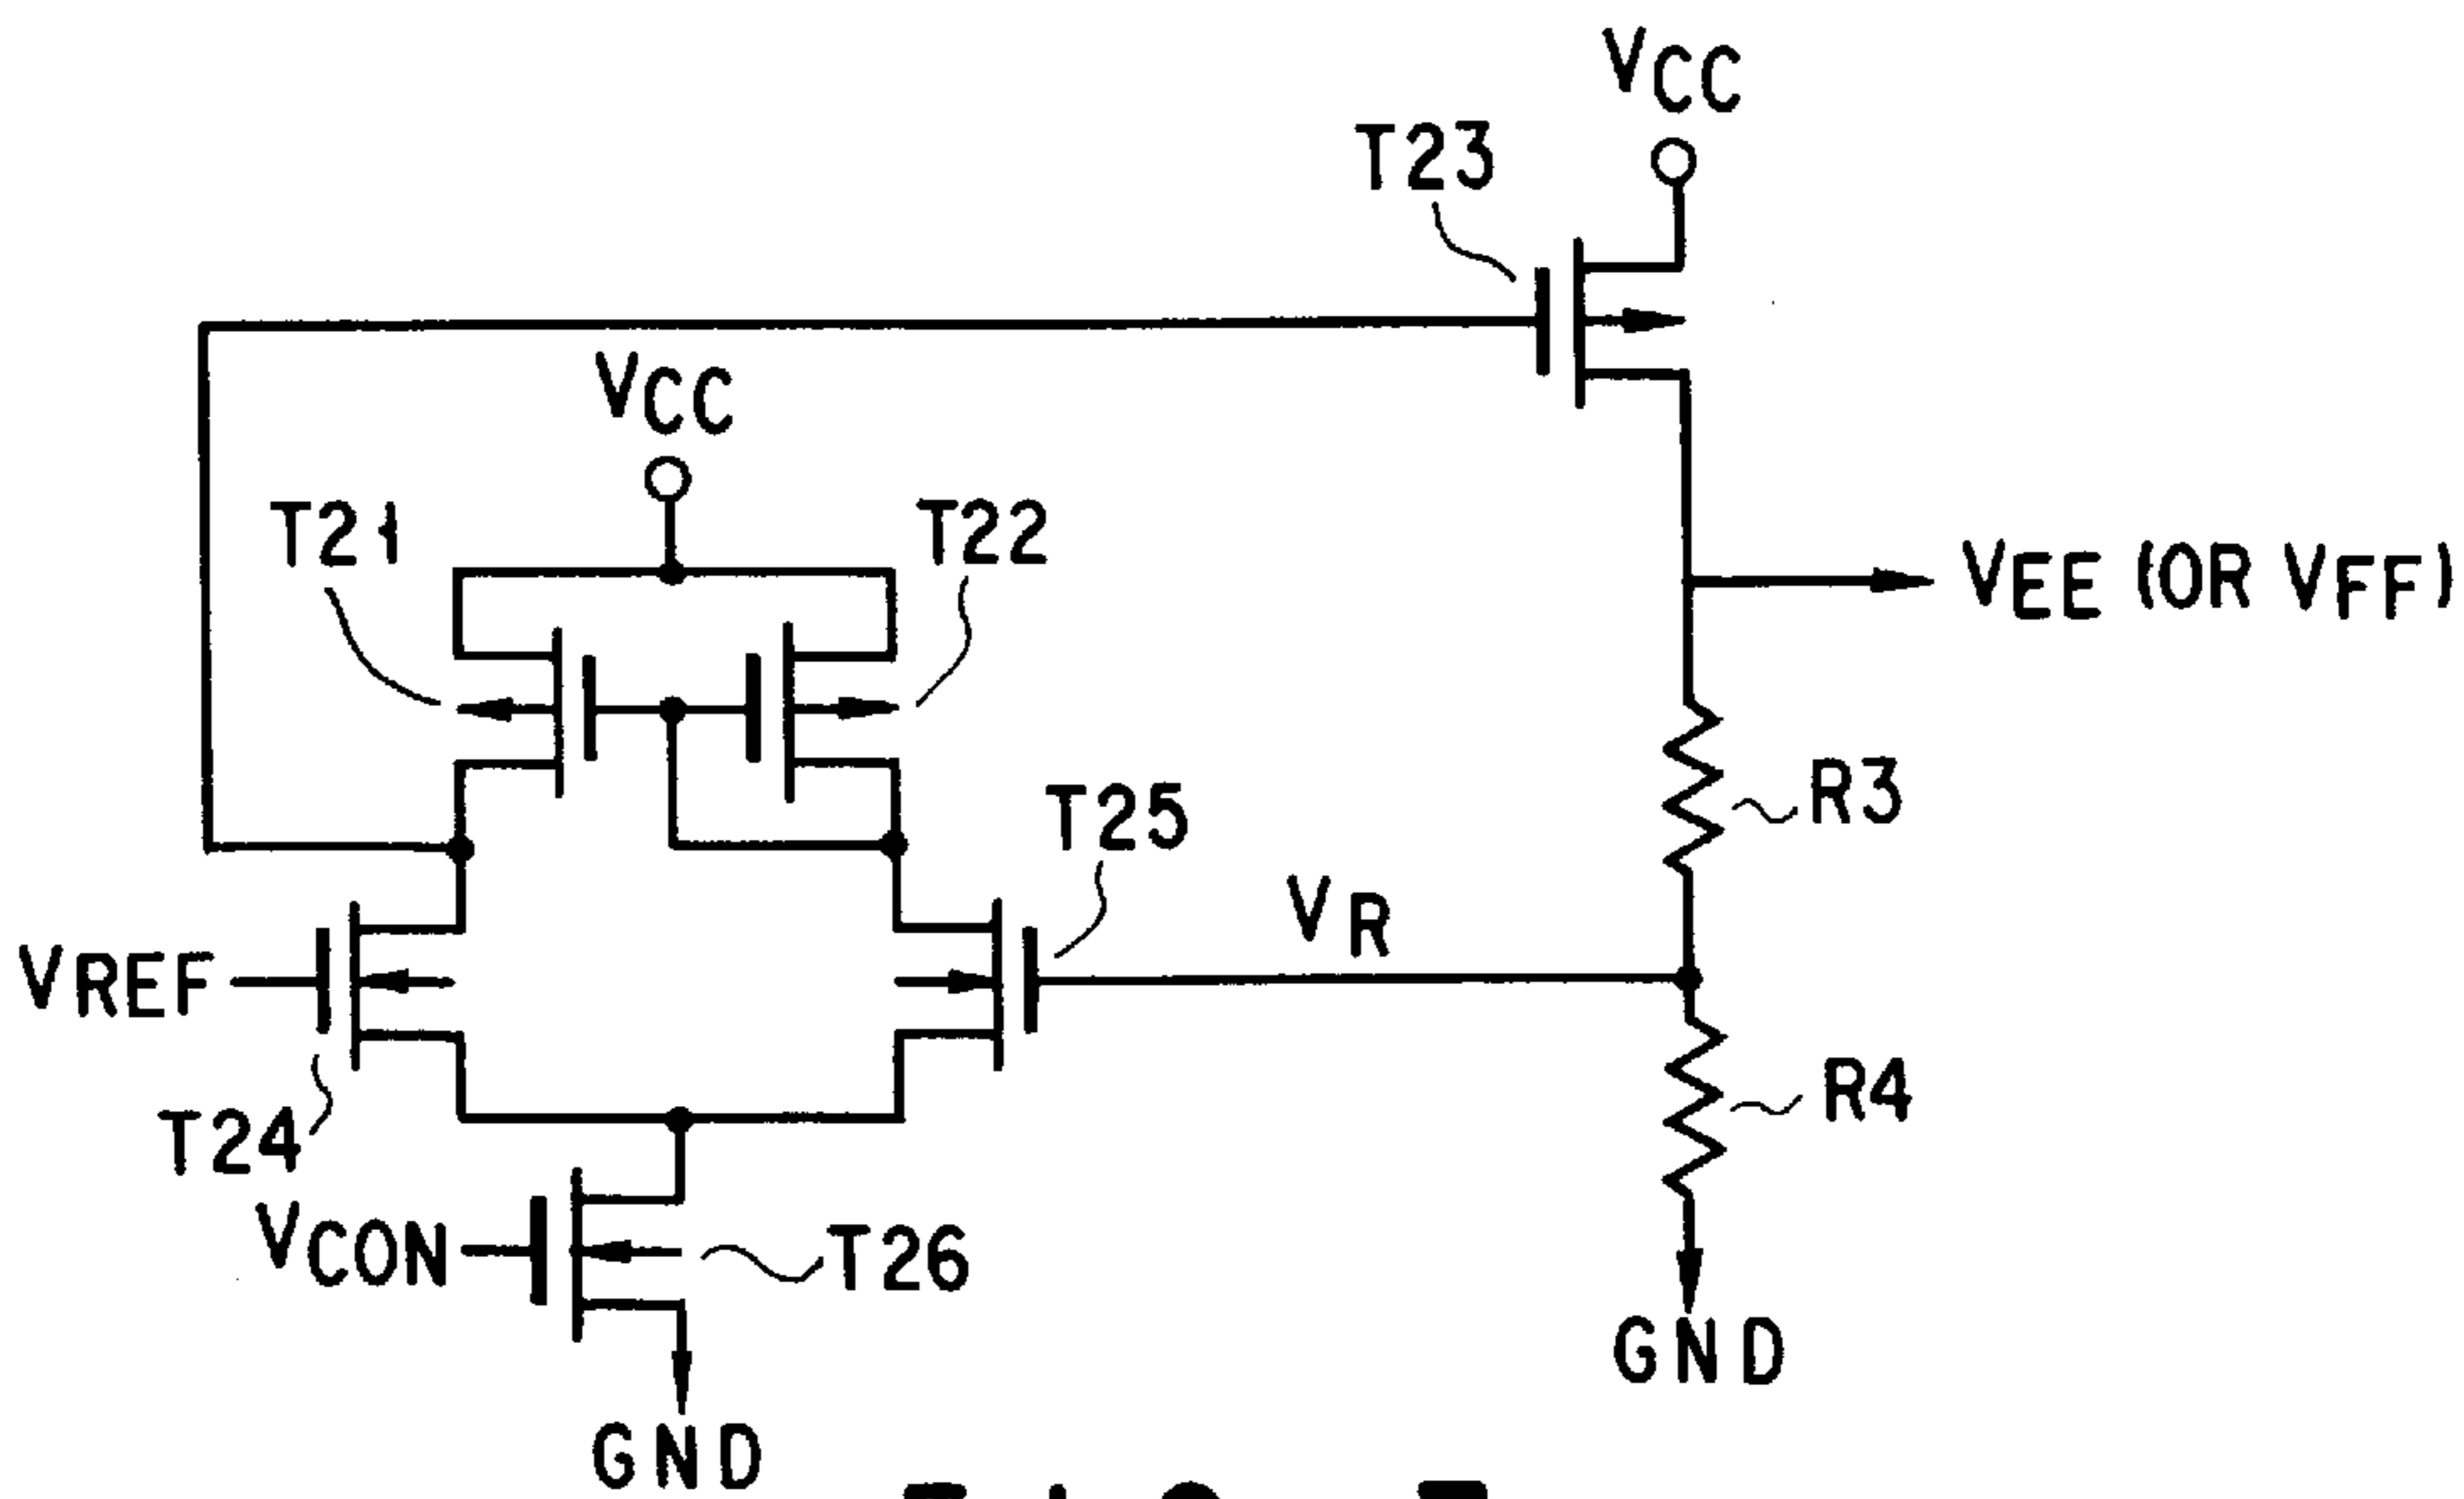 VCC
T23
VCC
T21
T22
VEE (OR VFF)
R3
T25
VR
VREF
R4
T24
VCON
T26
GND
GND